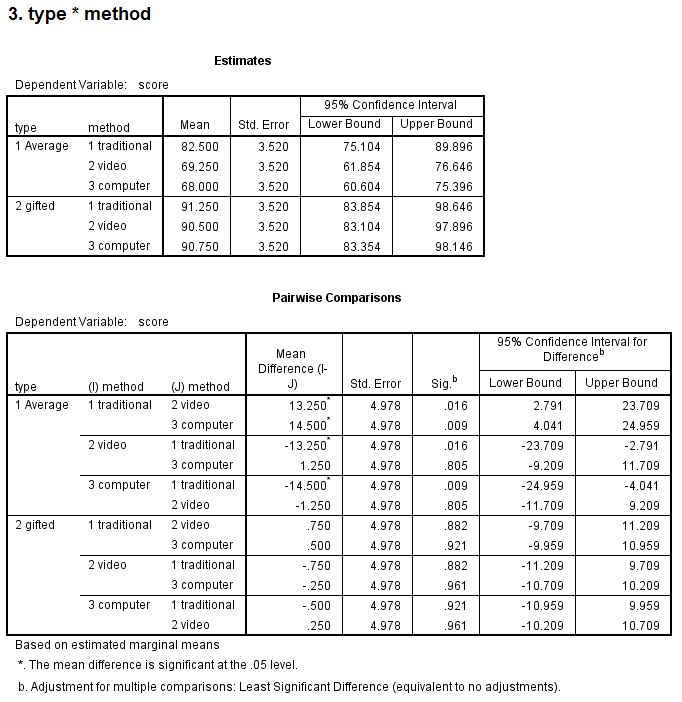 3. type * method
Estimates
Dependent Variable: score
95% Confidence Interval
type method Mean Std. Error Lower Bound Upper Bound
1 Average 1 traditional 82.500 3.520 75.104 89.896
2 video 69.250 3.520 61.854 76.646
3 computer 68.000 3.520 60.604 75.396
2 gifted 1 traditional 91.250 3.520 83.854 98.646
2 video 90.500 3.520 83.104 97.896
3 computer 90.750 3.520 83.354 98.146
Pairwise Comparisons
Dependent Variable: score
95% Confidence Interval for
Differenceb
Mean
Difference (I-
J)
type (I) method (J) method Std. Error Sig.b Lower Bound Upper Bound
1 Average 1 traditional 2 video 13.250* 4.978 .016 2.791 23.709
3 computer 14.500* 4.978 .009 4.041 24.959
2 video 1 traditional -13.250* 4.978 .016 -23.709 -2.791
3 computer 1.250 4.978 .805 -9.209 11.709
3 computer 1 traditional -14.500* 4.978 .009 -24.959 -4.041
2 video -1.250 4.978 .805 -11.709 9.209
2 gifted 1 traditional 2 video .750 4.978 .882 -9.709 11.209
3 computer .500 4.978 .921 -9.959 10.959
2 video 1 traditional -.750 4.978 .882 -11.209 9.709
3 computer -.250 4.978 .961 -10.709 10.209
3 computer 1 traditional -.500 4.978 .921 -10.959 9.959
2 video .250 4.978 .961 -10.209 10.709
Based on estimated marginal means
*. The mean difference is significant at the .05 level.
b. Adjustment for multiple comparisons: Least Significant Difference (equivalent to no adjustments).